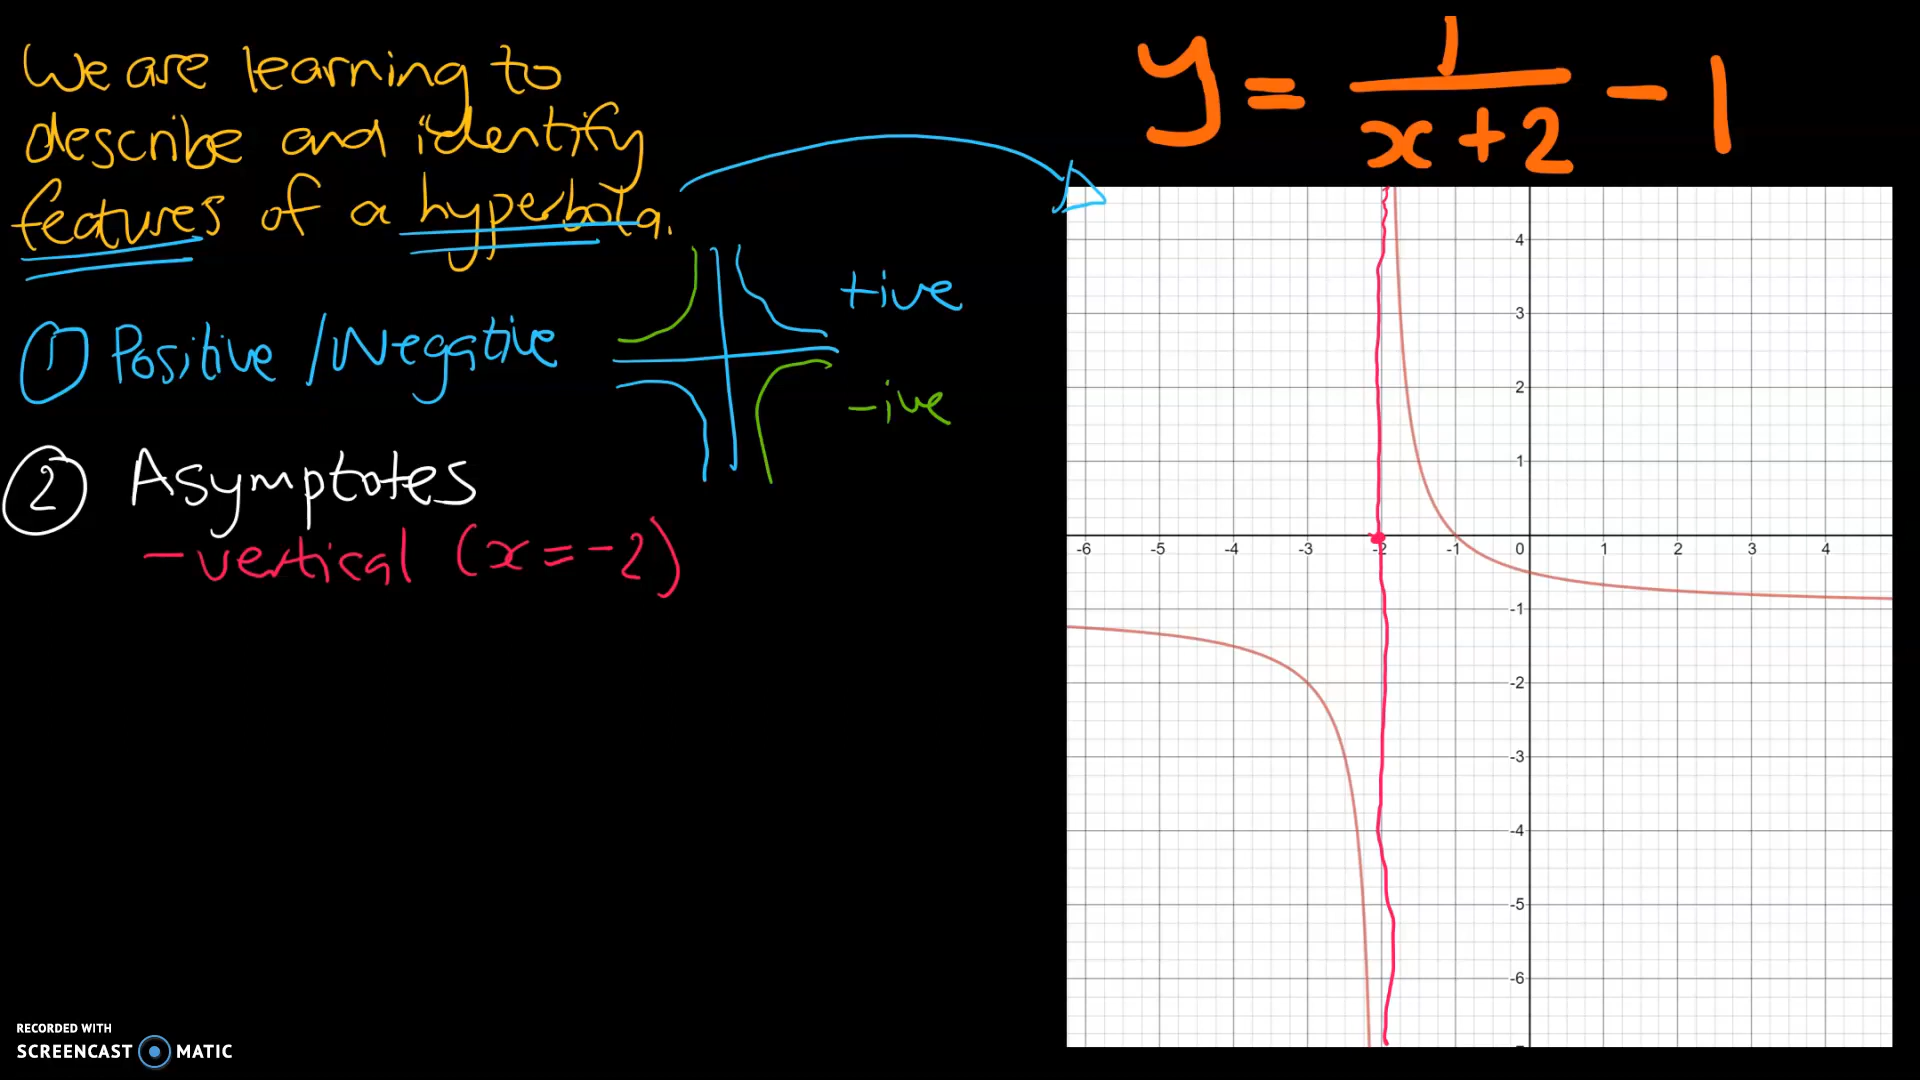 We are learning to
describe and identify
features of a hyperbola.
① Positive / Negative
+ive
-ive
② Asymptotes
- vertical (x = -2)
y = 1/(x+2) - 1
4
3
2
1
-6 -5 -4 -3 -2 -1 0 1 2 3 4
-1
-2
-3
-4
-5
-6
RECORDED WITH
SCREENCAST MATIC